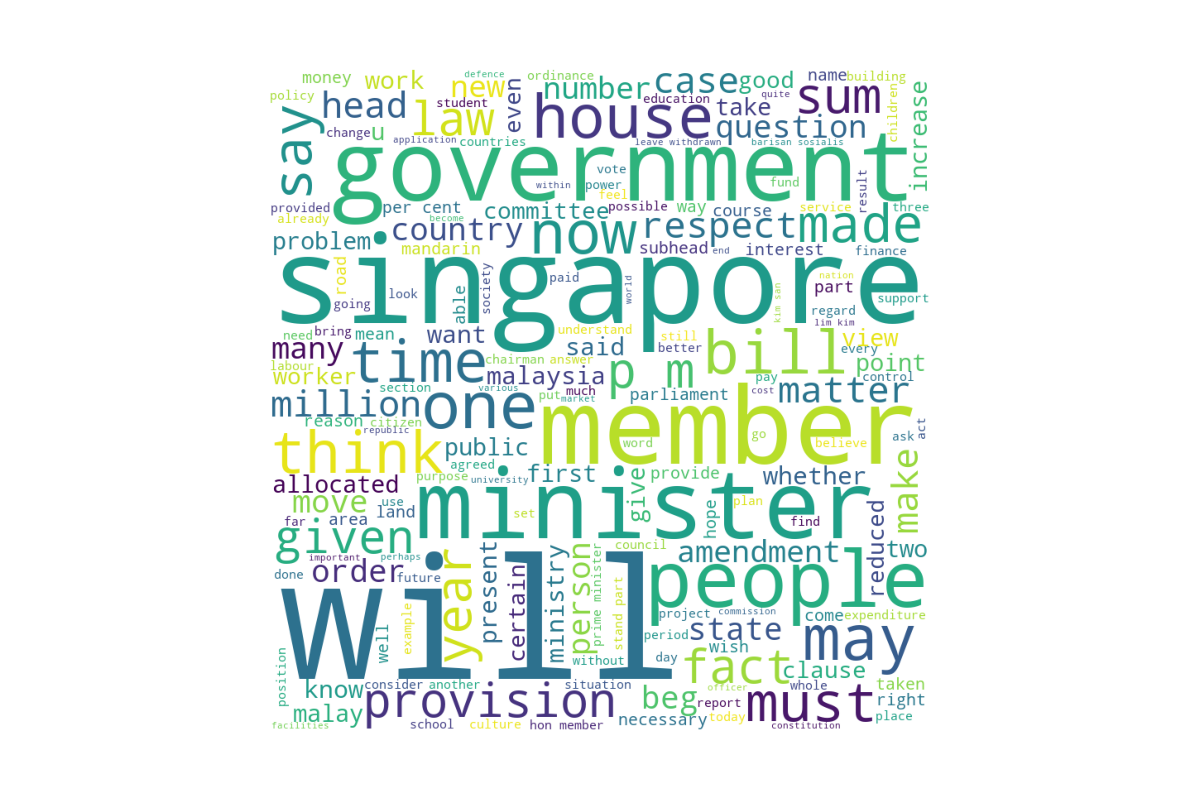 defence
money
work
new
even
ordinance
number
case
good
name
building
policy
head
student
law
house
education
take
quite
sum
children
increase
say
change
u
application
countries
question
leave withdrawn
barisan sosialis
government
vote
within
power
feel
fund
result
provided
already
per cent
become
committee
possible
way
course
service
three
problem
country
mandarin
now
respect
subhead
end
interest
made
finance
singapore
road
going
look
able
society
paid
world
nation
part
kim san
regard
support
lim kim
need
bring
mean
want
understand
said
still
better
bill
view
every
many
labour
time
chairman
answer
p m
point
worker
section
malaysia
various
put
much
market
parliament
pay
cost
matter
control
million
reason
citizen
republic
one
member
word
go
believe
ask
act
think
public
agreed
purpose
university
first
give
provide
whether
make
allocated
move
use
far
area
land
minister
set
hope
plan
find
reduced
given
important
perhaps
council
amendment
two
done
order
future
year
present
certain
ministry
person
prime minister
stand part
people
will
well
example
project
commission
come
expenditure
period
state
may
without
day
wish
fact
clause
position
know
consider
another
situation
officer
whole
taken
malay
provision
beg
report
must
right
facilities
school
culture
hon member
necessary
today
constitution
place